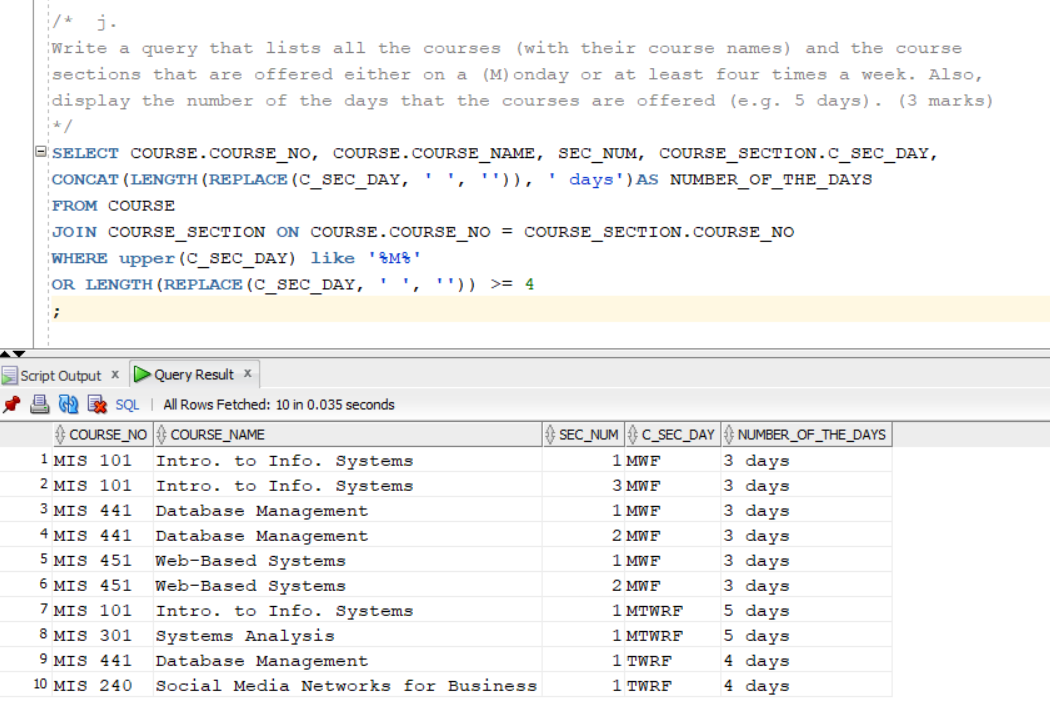 /*  j.
Write a query that lists all the courses (with their course names) and the course
sections that are offered either on a (M)onday or at least four times a week. Also,
display the number of the days that the courses are offered (e.g. 5 days). (3 marks)
*/
SELECT COURSE.COURSE_NO, COURSE.COURSE_NAME, SEC_NUM, COURSE_SECTION.C_SEC_DAY,
CONCAT(LENGTH(REPLACE(C_SEC_DAY, ' ', '')), ' days')AS NUMBER_OF_THE_DAYS
FROM COURSE
JOIN COURSE_SECTION ON COURSE.COURSE_NO = COURSE_SECTION.COURSE_NO
WHERE upper(C_SEC_DAY) like '%M%'
OR LENGTH(REPLACE(C_SEC_DAY, ' ', '')) >= 4
;
Script Output x Query Result x
SQL | All Rows Fetched: 10 in 0.035 seconds
COURSE_NO COURSE_NAME SEC_NUM C_SEC_DAY NUMBER_OF_THE_DAYS
1 MIS 101 Intro. to Info. Systems 1 MWF 3 days
2 MIS 101 Intro. to Info. Systems 3 MWF 3 days
3 MIS 441 Database Management 1 MWF 3 days
4 MIS 441 Database Management 2 MWF 3 days
5 MIS 451 Web-Based Systems 1 MWF 3 days
6 MIS 451 Web-Based Systems 2 MWF 3 days
7 MIS 101 Intro. to Info. Systems 1 MTWRF 5 days
8 MIS 301 Systems Analysis 1 MTWRF 5 days
9 MIS 441 Database Management 1 TWRF 4 days
10 MIS 240 Social Media Networks for Business 1 TWRF 4 days